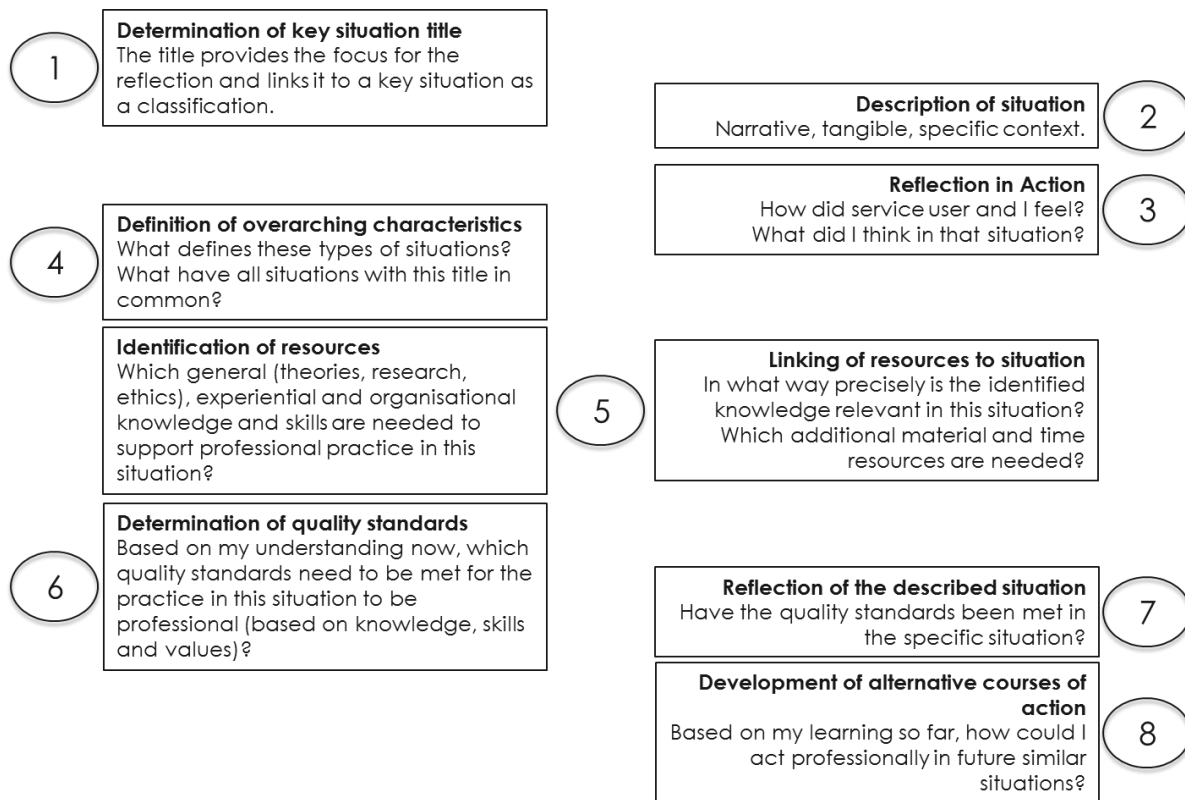 1
Determination of key situation title
The title provides the focus for the
reflection and links it to a key situation as
a classification.
2
Description of situation
Narrative, tangible, specific context.
3
Reflection in Action
How did service user and I feel?
What did I think in that situation?
4
Definition of overarching characteristics
What defines these types of situations?
What have all situations with this title in
common?
5
Identification of resources
Which general (theories, research,
ethics), experiential and organisational
knowledge and skills are needed to
support professional practice in this
situation?
Linking of resources to situation
In what way precisely is the identified
knowledge relevant in this situation?
Which additional material and time
resources are needed?
6
Determination of quality standards
Based on my understanding now, which
quality standards need to be met for the
practice in this situation to be
professional (based on knowledge, skills
and values)?
7
Reflection of the described situation
Have the quality standards been met in
the specific situation?
8
Development of alternative courses of
action
Based on my learning so far, how could I
act professionally in future similar
situations?